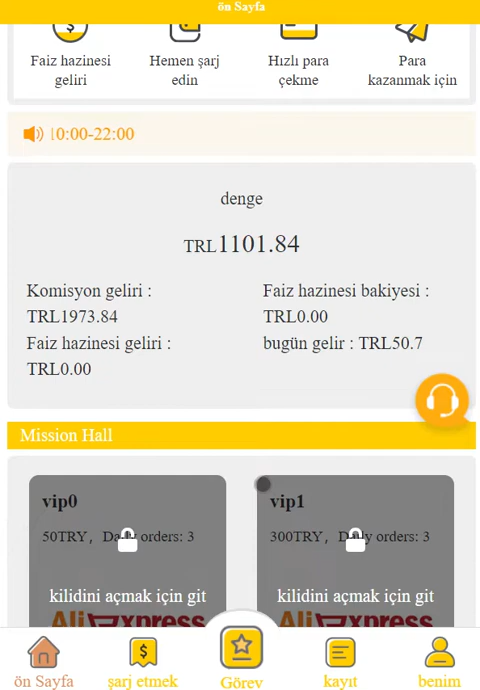 ön Sayfa
Faiz hazinesi geliri
Hemen şarj edin
Hızlı para çekme
Para kazanmak için
10:00-22:00
denge
TRL1101.84
Komisyon geliri :
TRL1973.84
Faiz hazinesi bakiyesi :
TRL0.00
Faiz hazinesi geliri :
TRL0.00
bugün gelir : TRL50.7
Mission Hall
vip0
50TRY, Daily orders: 3
kilidini açmak için git
AliExpress
vip1
300TRY, Daily orders: 3
kilidini açmak için git
AliExpress
ön Sayfa
şarj etmek
Görev
kayıt
benim